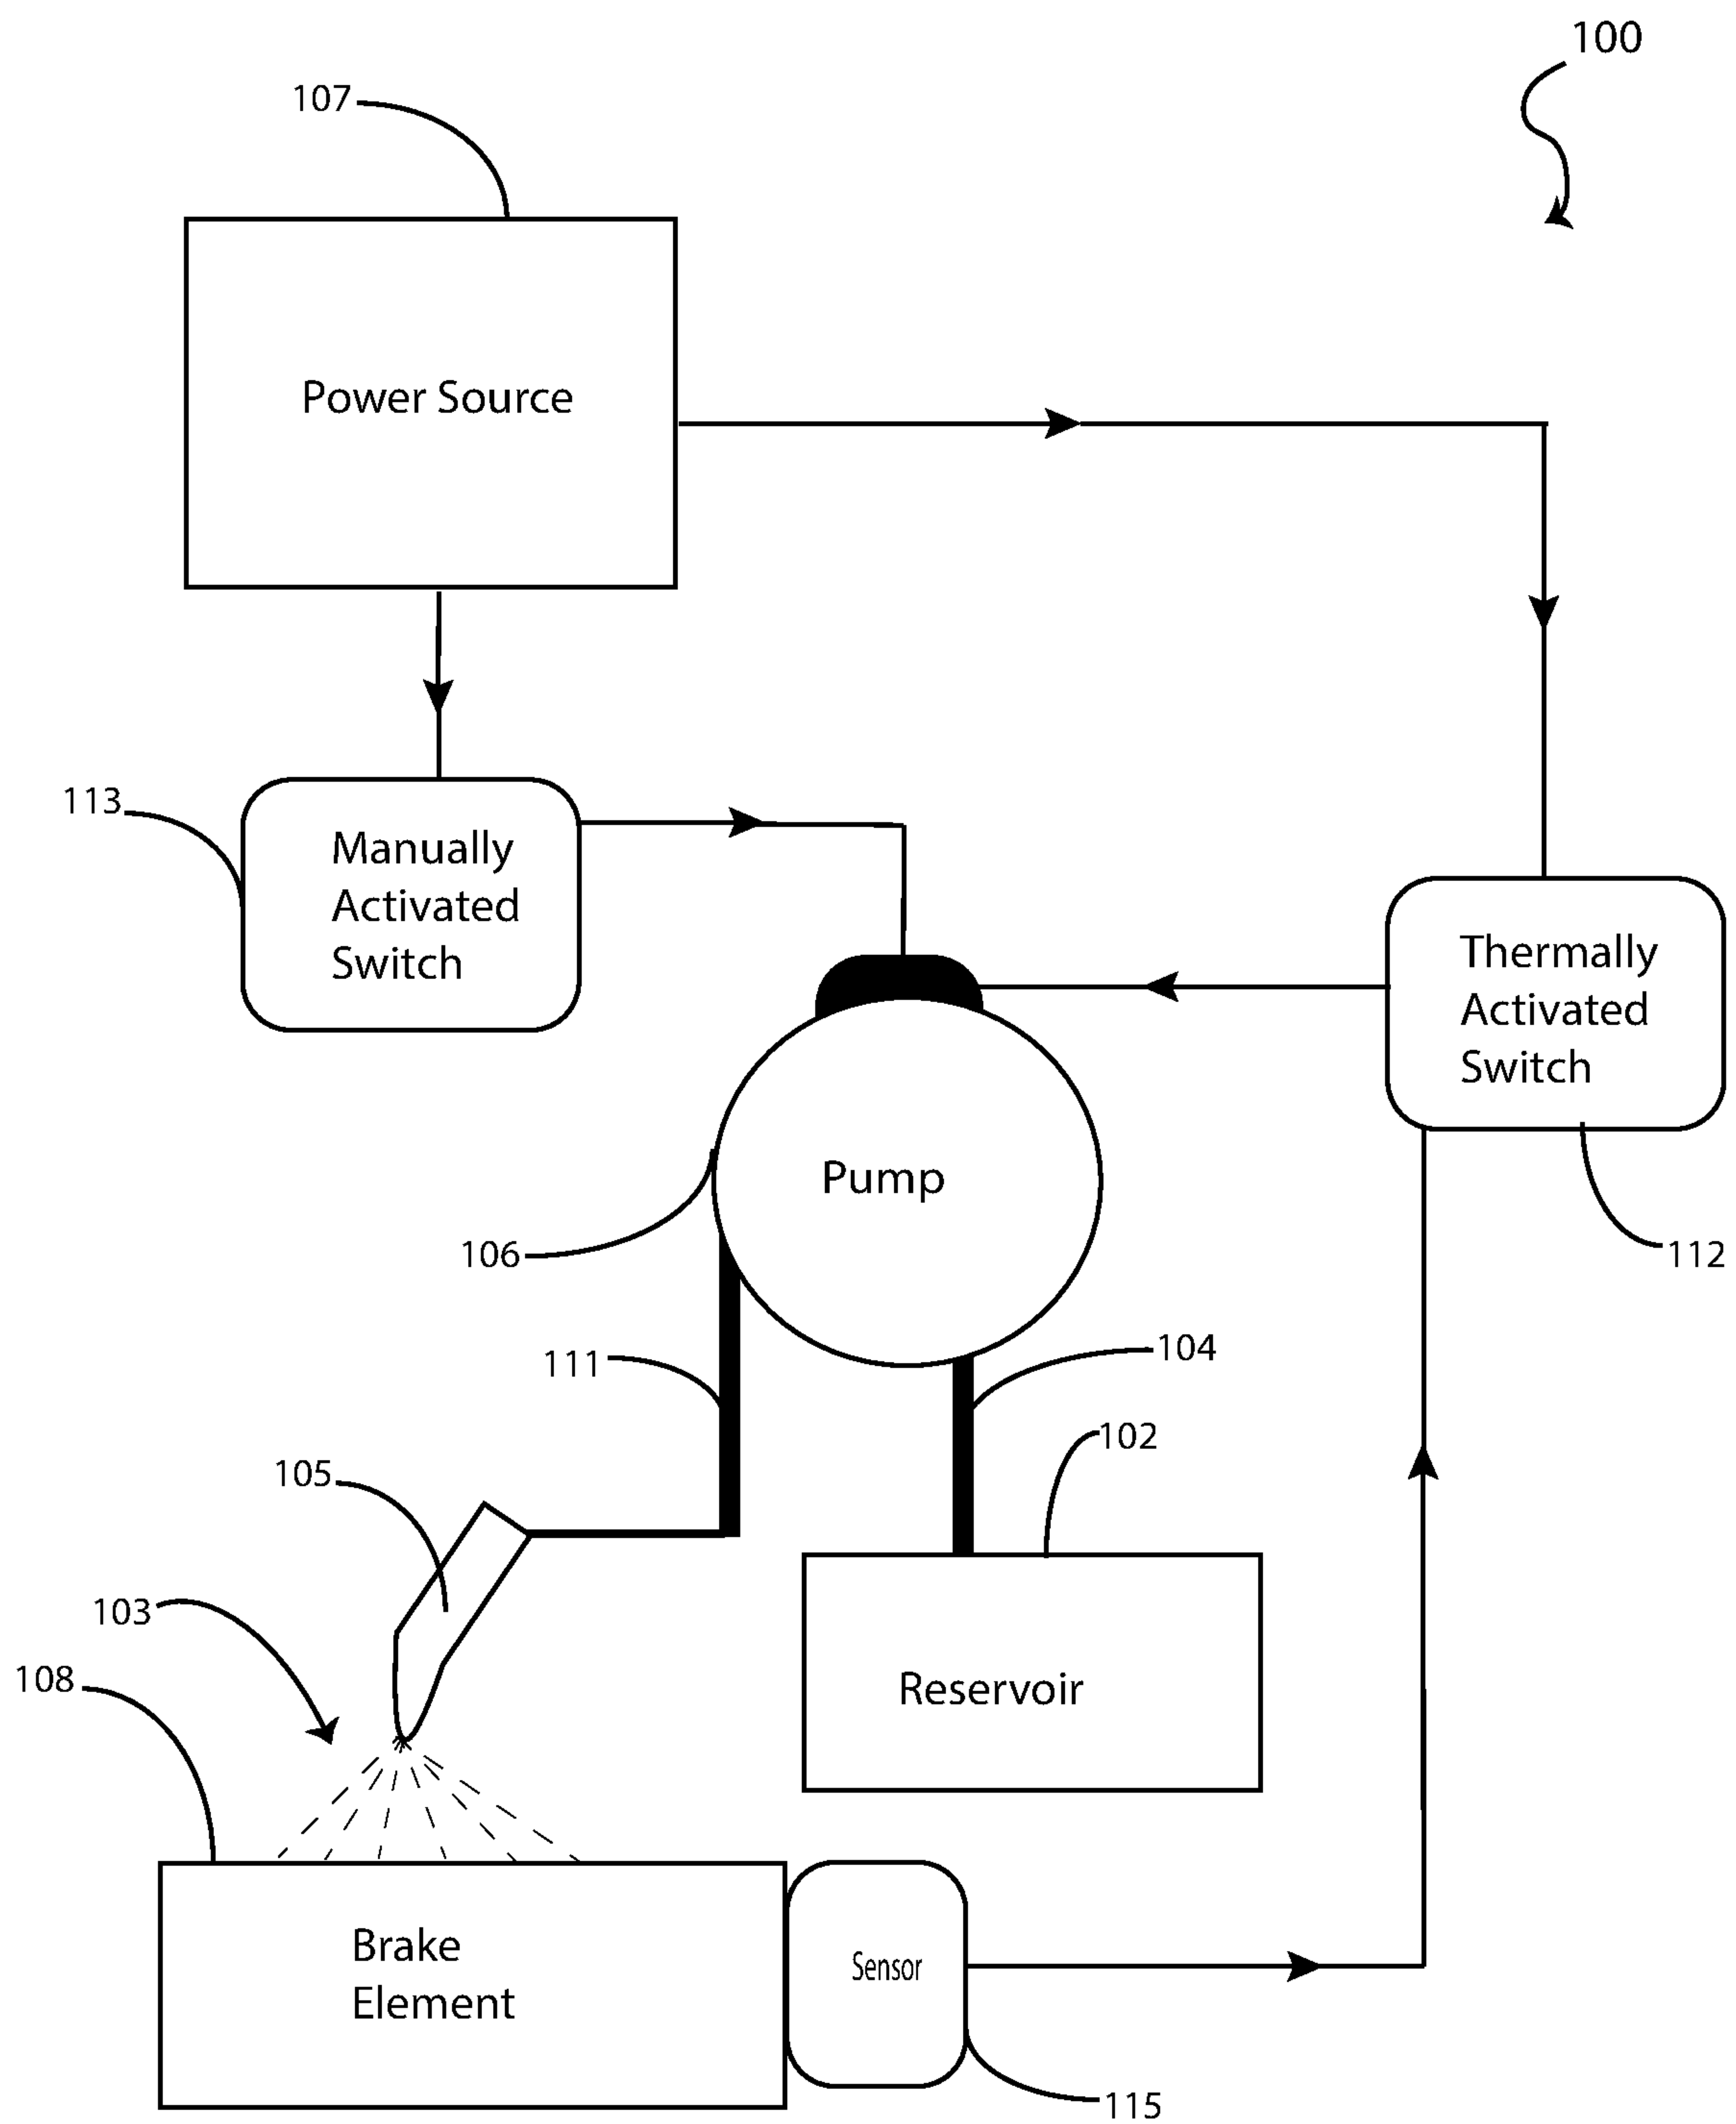 100
107
Power Source
113
Manually
Activated
Switch
Thermally
Activated
Switch
Pump
106
112
111
104
102
105
103
108
Reservoir
Brake
Element
Sensor
115